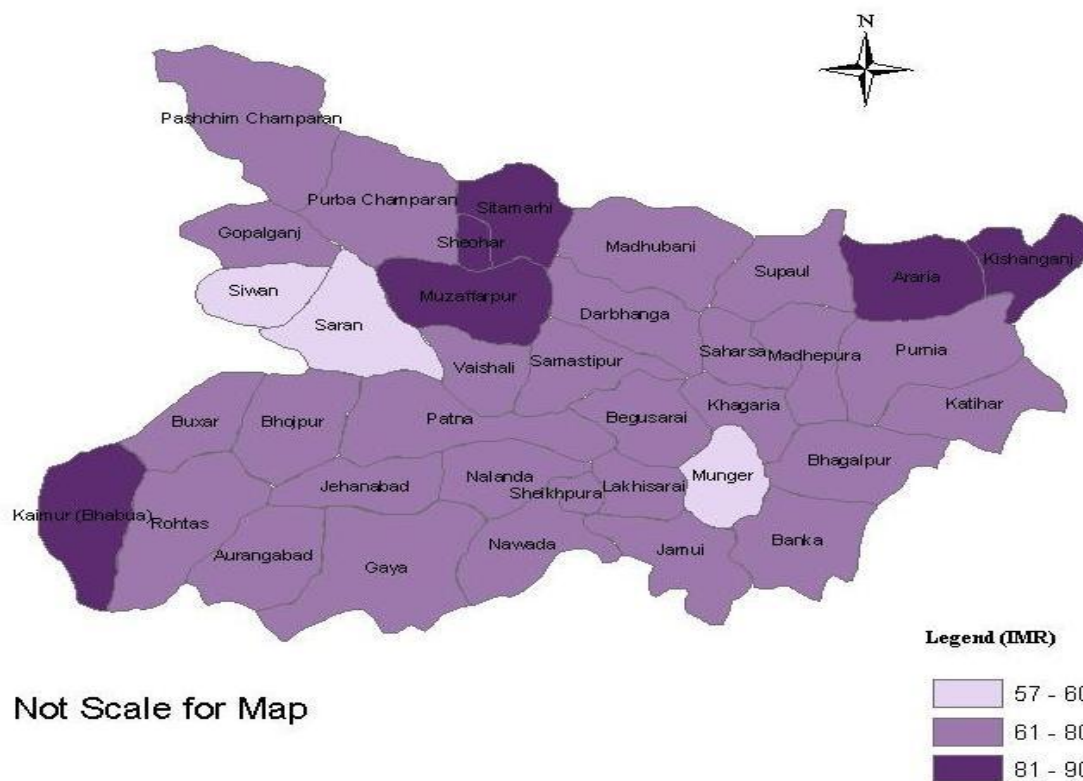 N
Pashchim Champaran
Purba Champaran
Sitamarhi
Gopalganj
Sheohar
Madhubani
Supaul
Araria
Kishanganj
Siwan
Muzaffarpur
Saran
Darbhanga
Vaishali
Samastipur
Saharsa
Madhepura
Purnia
Buxar
Bhojpur
Patna
Begusarai
Khagaria
Katihar
Kaimur (Bhabua)
Rohtas
Jehanabad
Nalanda
Sheikhpura
Lakhisarai
Munger
Bhagalpur
Aurangabad
Gaya
Nawada
Jamui
Banka
Legend (IMR)
57 - 60
61 - 80
81 - 90
Not Scale for Map